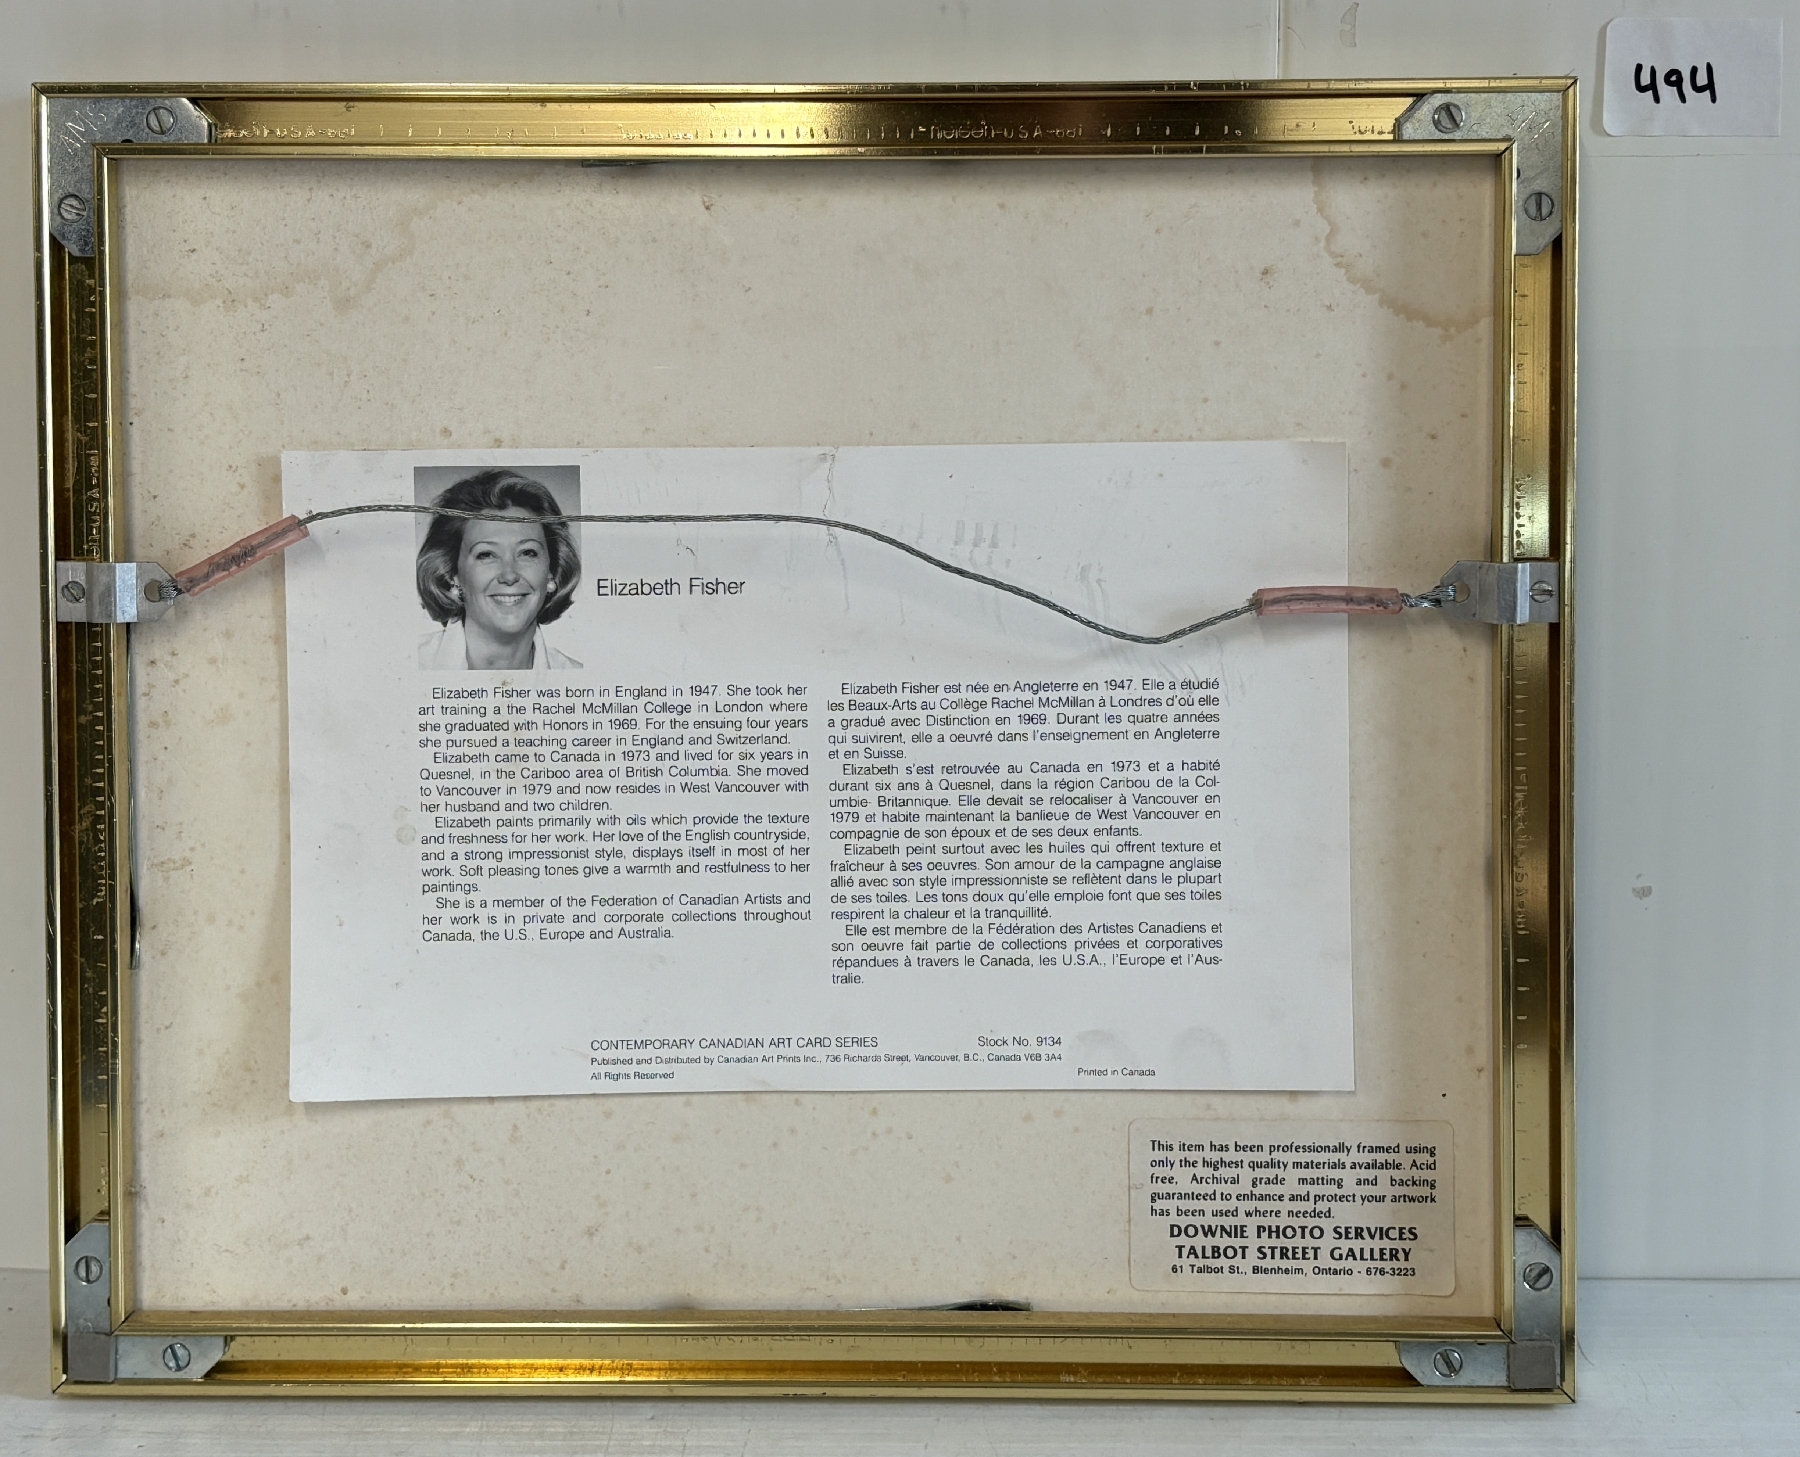 494
nielsen-USA-
Elizabeth Fisher
Elizabeth Fisher was born in England in 1947. She took her
art training a the Rachel McMillan College in London where
she graduated with Honors in 1969. For the ensuing four years
she pursued a teaching career in England and Switzerland.
Elizabeth came to Canada in 1973 and lived for six years in
Quesnel, in the Cariboo area of British Columbia. She moved
to Vancouver in 1979 and now resides in West Vancouver with
her husband and two children.
Elizabeth paints primarily with oils which provide the texture
and freshness for her work. Her love of the English countryside,
and a strong impressionist style, displays itself in most of her
work. Soft pleasing tones give a warmth and restfulness to her
paintings.
She is a member of the Federation of Canadian Artists and
her work is in private and corporate collections throughout
Canada, the U.S., Europe and Australia.
Elizabeth Fisher est née en Angleterre en 1947. Elle a étudié
les Beaux-Arts au Collège Rachel McMillan à Londres d'où elle
a gradué avec Distinction en 1969. Durant les quatre années
qui suivirent, elle a oeuvré dans l'enseignement en Angleterre
et en Suisse.
Elizabeth s'est retrouvée au Canada en 1973 et a habité
durant six ans à Quesnel, dans la région Caribou de la Col-
umbie- Britannique. Elle devait se relocaliser à Vancouver en
1979 et habite maintenant la banlieue de West Vancouver en
compagnie de son époux et de ses deux enfants.
Elizabeth peint surtout avec les huiles qui offrent texture et
fraîcheur à ses oeuvres. Son amour de la campagne anglaise
allié avec son style impressionniste se reflètent dans le plupart
de ses toiles. Les tons doux qu'elle emploie font que ses toiles
respirent la chaleur et la tranquillité.
Elle est membre de la Fédération des Artistes Canadiens et
son oeuvre fait partie de collections privées et corporatives
répandues à travers le Canada, les U.S.A., l'Europe et l'Aus-
tralie.
CONTEMPORARY CANADIAN ART CARD SERIES Stock No. 9134
Published and Distributed by Canadian Art Prints Inc., 736 Richards Street, Vancouver, B.C., Canada V6B 3A4
All Rights Reserved Printed in Canada
This item has been professionally framed using
only the highest quality materials available. Acid
free, Archival grade matting and backing
guaranteed to enhance and protect your artwork
has been used where needed.
DOWNIE PHOTO SERVICES
TALBOT STREET GALLERY
61 Talbot St., Blenheim, Ontario - 676-3223